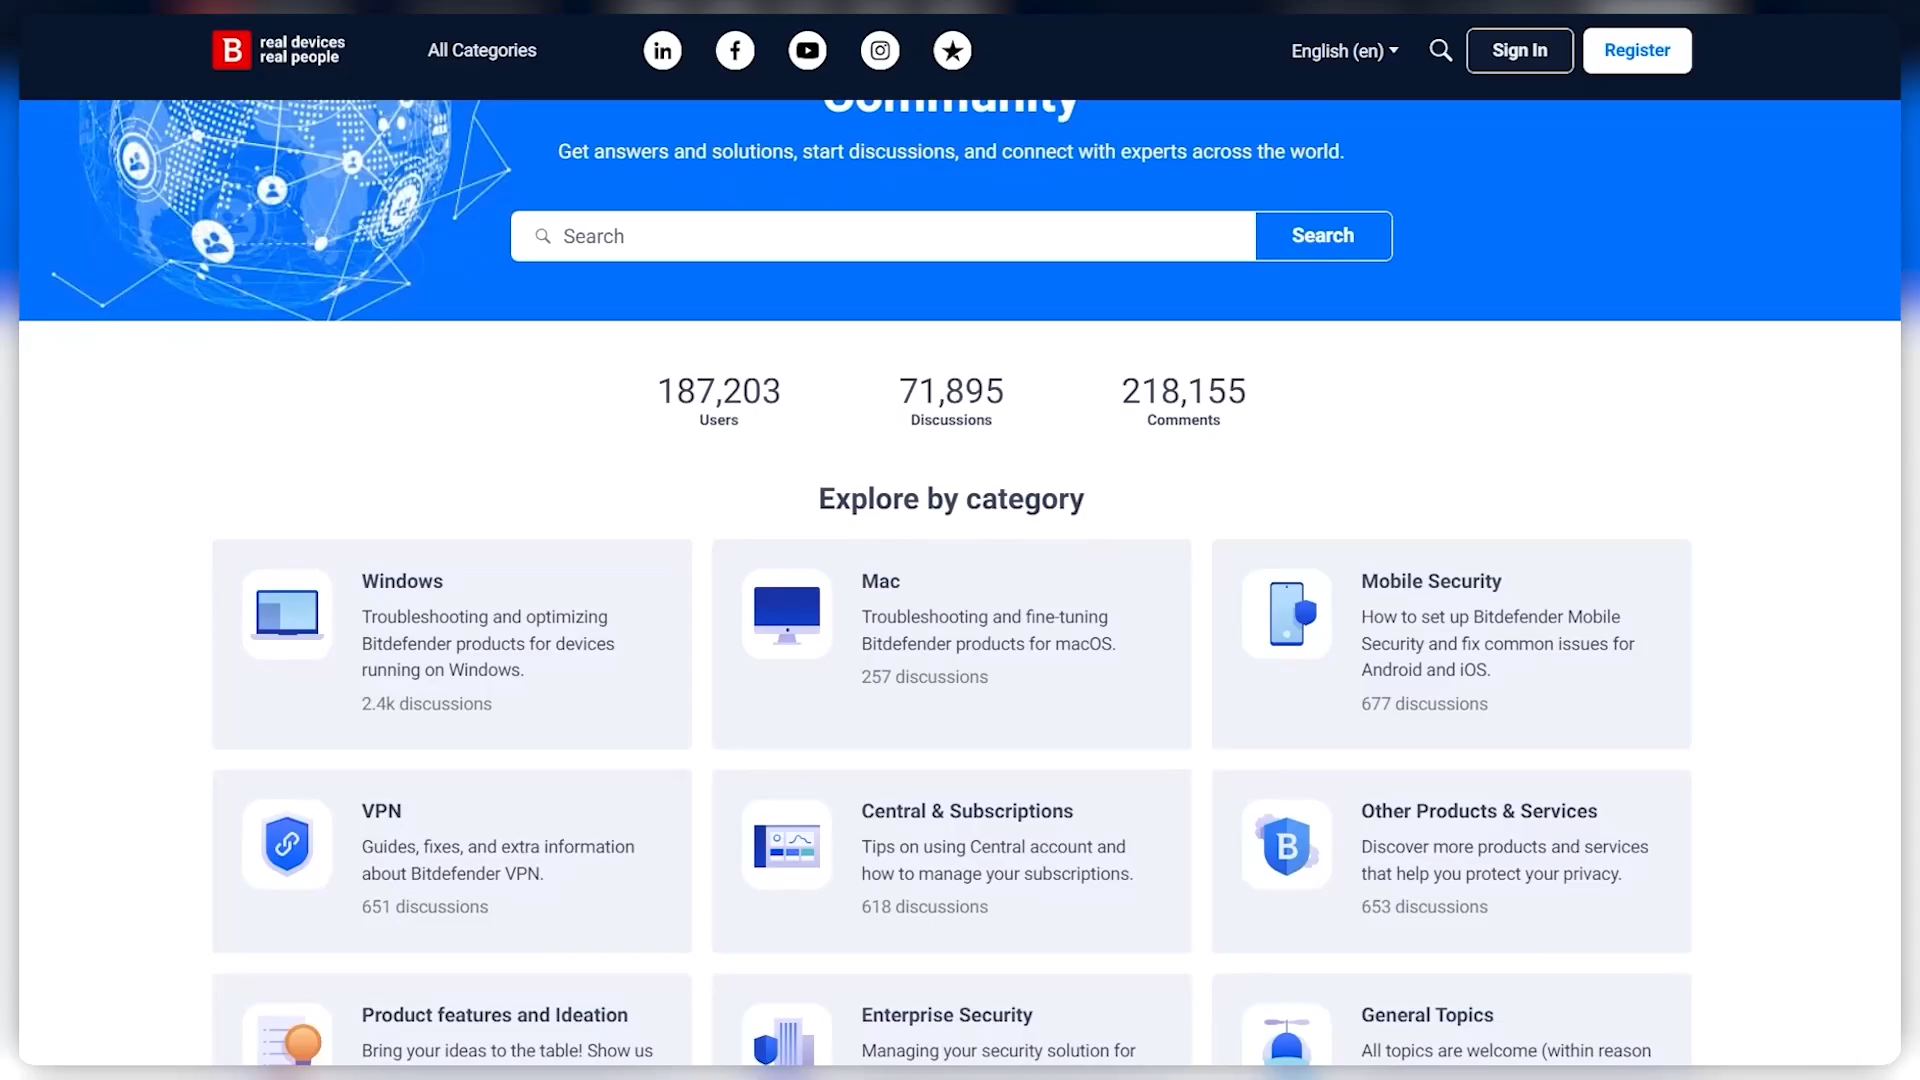 B real devices
real people
All Categories
English (en)
Sign In
Register
Community
Get answers and solutions, start discussions, and connect with experts across the world.
Search
Search
187,203
Users
71,895
Discussions
218,155
Comments
Explore by category
Windows
Troubleshooting and optimizing
Bitdefender products for devices
running on Windows.
2.4k discussions
Mac
Troubleshooting and fine-tuning
Bitdefender products for macOS.
257 discussions
Mobile Security
How to set up Bitdefender Mobile
Security and fix common issues for
Android and iOS.
677 discussions
VPN
Guides, fixes, and extra information
about Bitdefender VPN.
651 discussions
Central & Subscriptions
Tips on using Central account and
how to manage your subscriptions.
618 discussions
B
Other Products & Services
Discover more products and services
that help you protect your privacy.
653 discussions
Product features and Ideation
Bring your ideas to the table! Show us
Enterprise Security
Managing your security solution for
General Topics
All topics are welcome (within reason